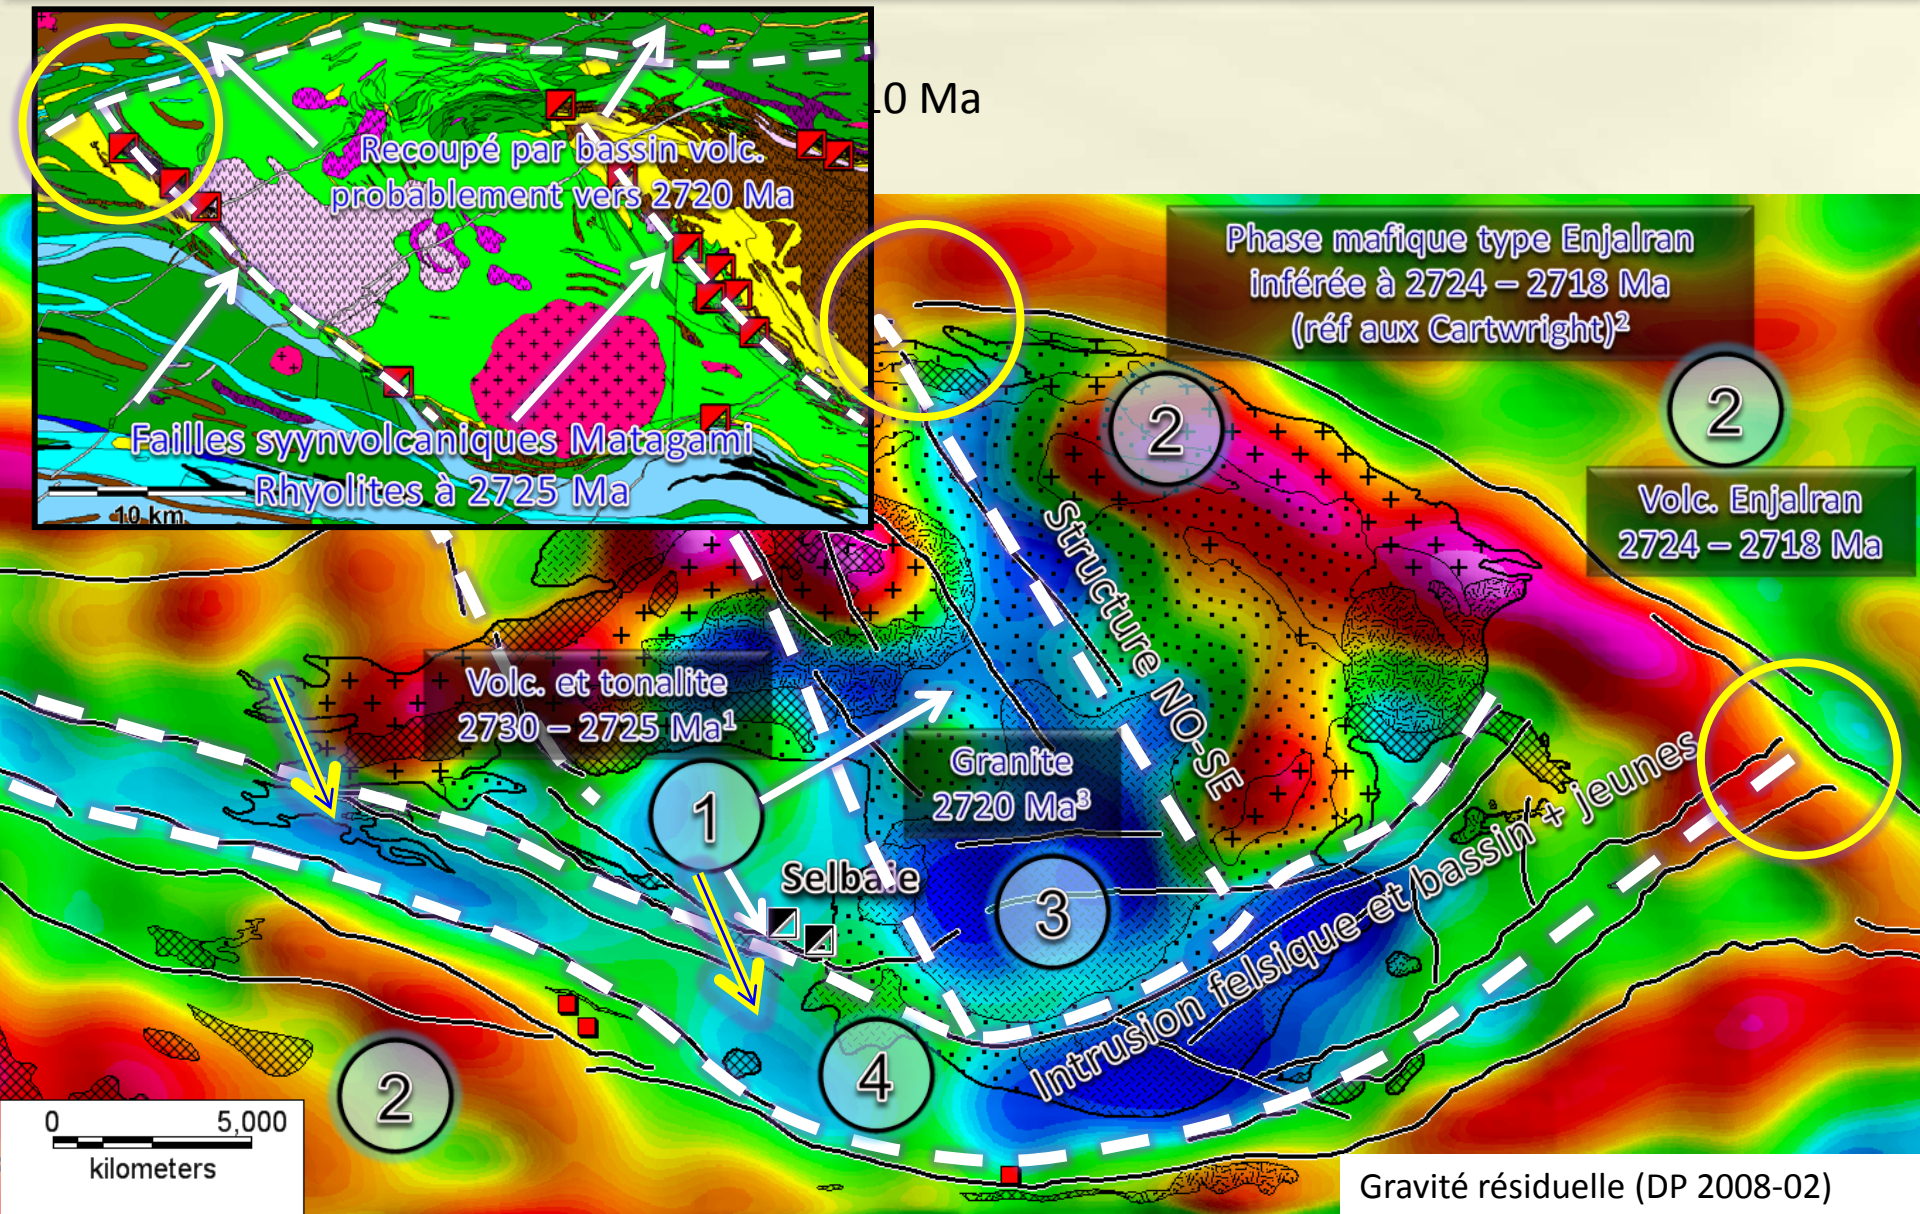 10 Ma
Recoupé par bassin volc.
probablement vers 2720 Ma
Failles syynvolcaniques Matagami
Rhyolites à 2725 Ma
10 km
Phase mafique type Enjalran
inférée à 2724 – 2718 Ma
(réf aux Cartwright)²
2
2
Volc. Enjalran
2724 – 2718 Ma
Structure NO-SE
Volc. et tonalite
2730 – 2725 Ma¹
Granite
2720 Ma³
1
Selbaie
3
Intrusion felsique et bassin + jeunes
4
2
0 5,000
kilometers
Gravité résiduelle (DP 2008-02)